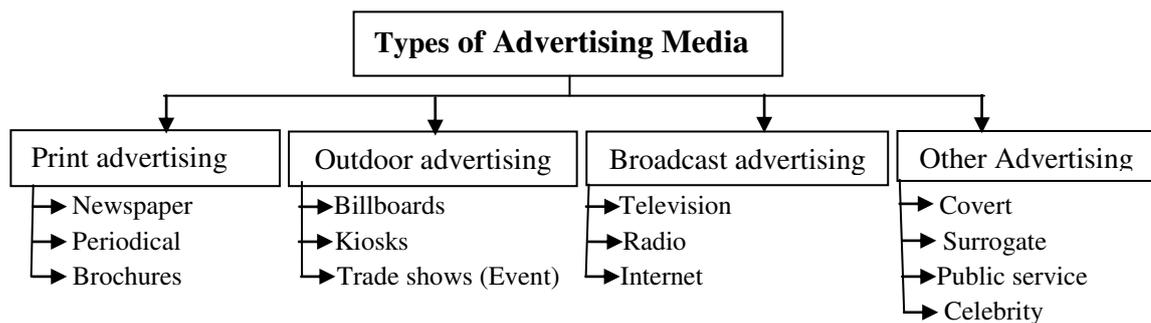 Types of Advertising Media
Print advertising
Newspaper
Periodical
Brochures
Outdoor advertising
Billboards
Kiosks
Trade shows (Event)
Broadcast advertising
Television
Radio
Internet
Other Advertising
Covert
Surrogate
Public service
Celebrity